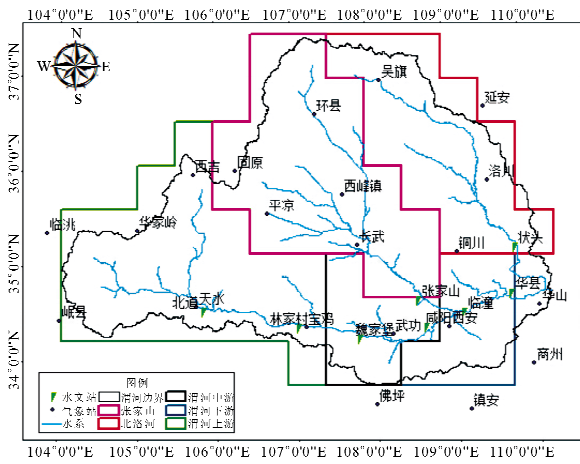 104°0′0″E 105°0′0″E 106°0′0″E 107°0′0″E 108°0′0″E 109°0′0″E 110°0′0″E
N
W E
S
37°0′0″N
36°0′0″N
35°0′0″N
34°0′0″N
吴旗
延安
环县
西吉
固原
洛川
西峰镇
平凉
临洮
华家岭
长武
铜川
状头
张家山
华县
华山
岷县
北道
天水
林家村
宝鸡
魏家堡
武功
咸阳
西安
临潼
商州
佛坪
镇安
图例
水文站 渭河边界 渭河中游
气象站 张家山 渭河下游
水系 北洛河 渭河上游
104°0′0″E 105°0′0″E 106°0′0″E 107°0′0″E 108°0′0″E 109°0′0″E 110°0′0″E